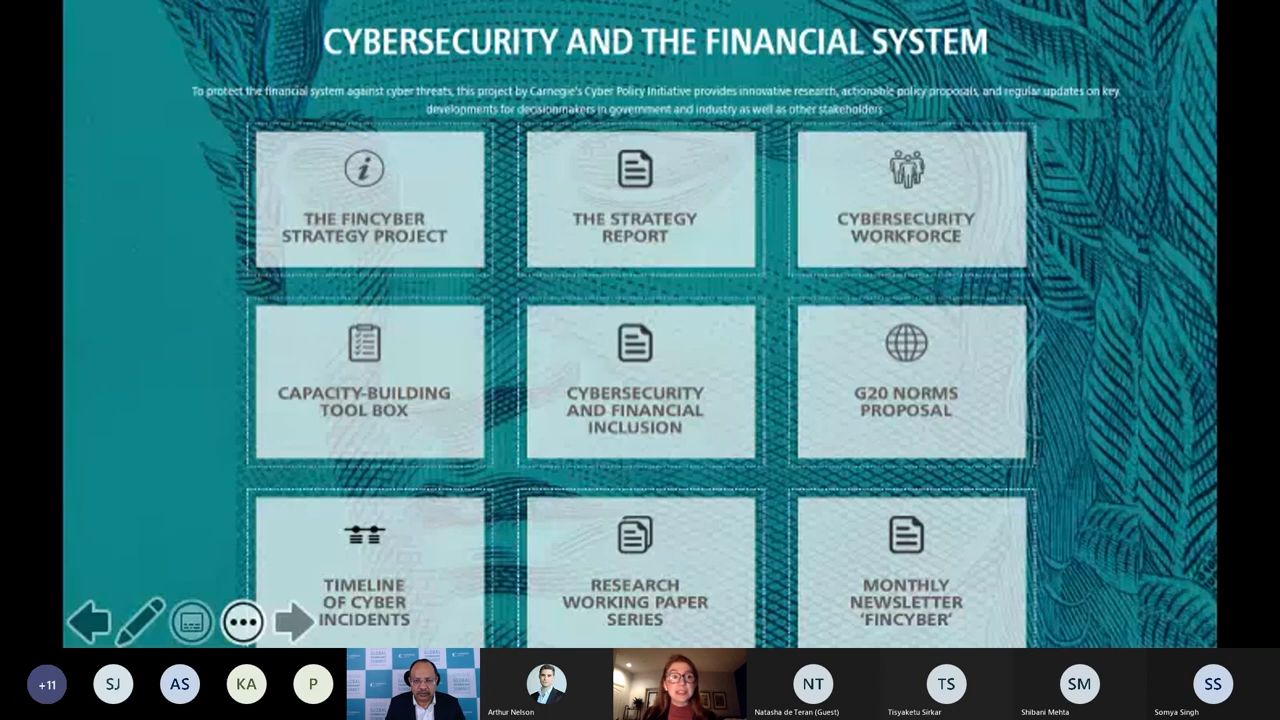 CYBERSECURITY AND THE FINANCIAL SYSTEM
To protect the financial system against cyber threats, this project by Carnegie's Cyber Policy Initiative provides innovative research, actionable policy proposals, and regular updates on key
developments for decisionmakers in government and industry as well as other stakeholders
THE FINCYBER
STRATEGY PROJECT
THE STRATEGY
REPORT
CYBERSECURITY
WORKFORCE
CAPACITY-BUILDING
TOOL BOX
CYBERSECURITY
AND FINANCIAL
INCLUSION
G20 NORMS
PROPOSAL
TIMELINE
OF CYBER
INCIDENTS
RESEARCH
WORKING PAPER
SERIES
MONTHLY
NEWSLETTER
'FINCYBER'
+11
SJ
AS
KA
P
Arthur Nelson
NT
Natasha de Teran (Guest)
TS
Tisyaketu Sirkar
SM
Shibani Mehta
SS
Somya Singh